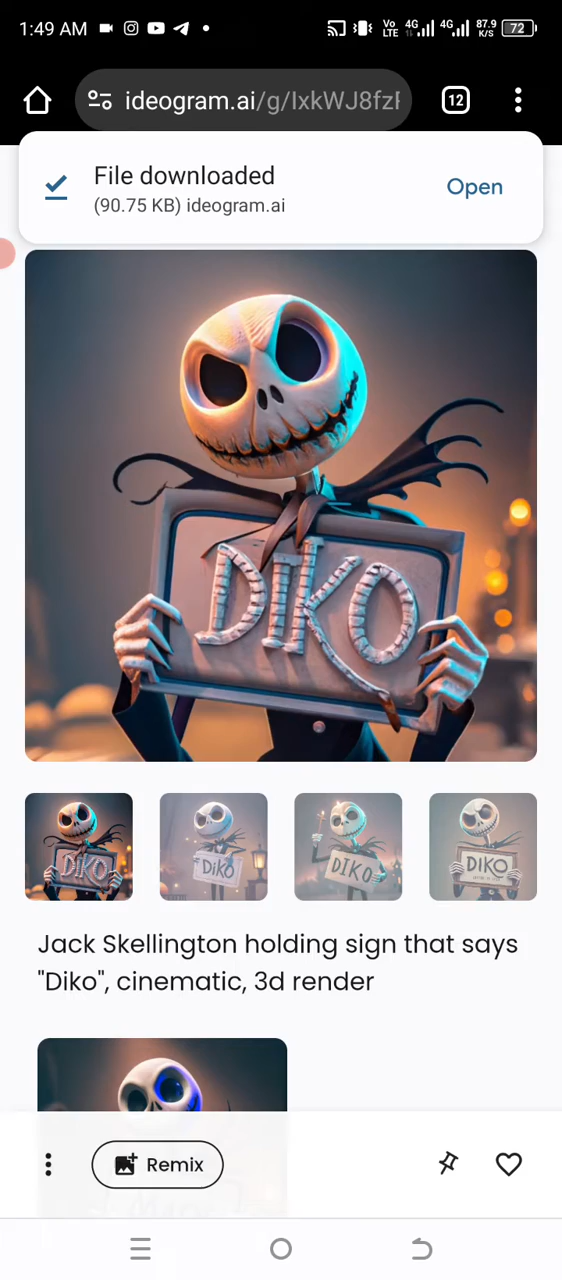 1:49 AM
Vo LTE 4G 4G 87.9 K/S 72
ideogram.ai/g/IxkWJ8fzF
12
File downloaded
Open
(90.75 KB) ideogram.ai
DIKO
DIKO
DiKO
DIKO
DIKO
Jack Skellington holding sign that says
"Diko", cinematic, 3d render
Remix